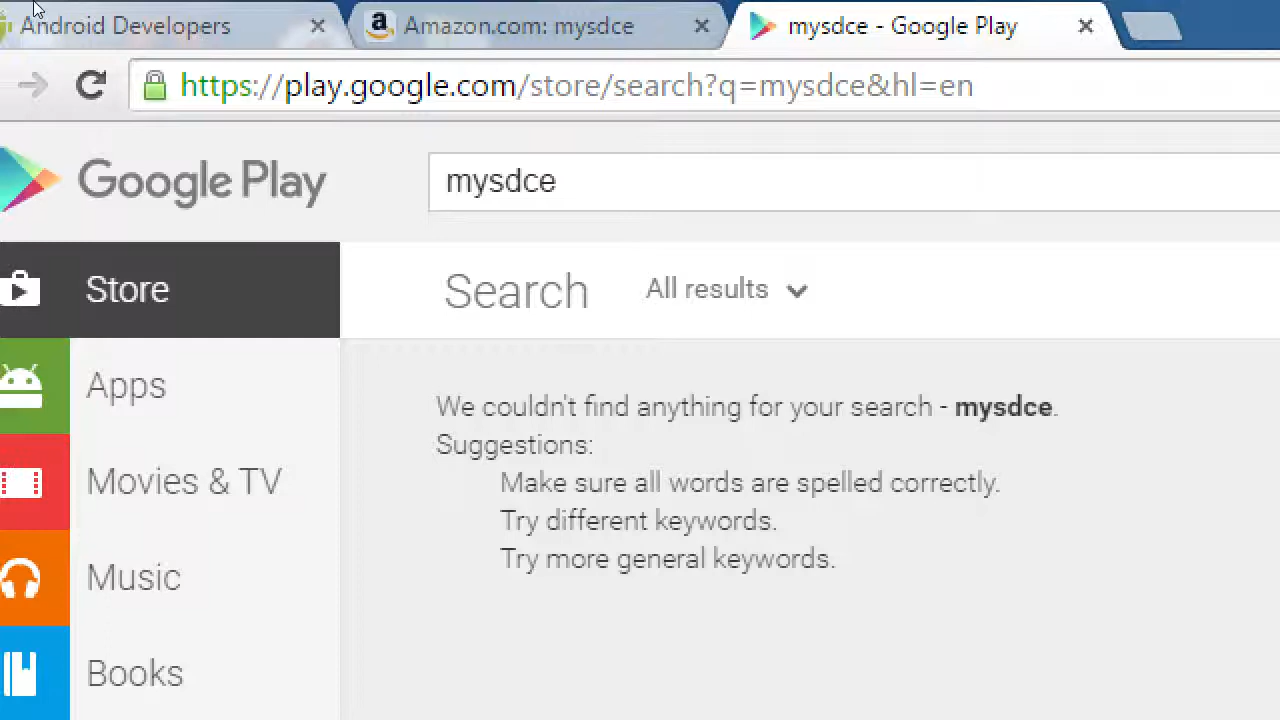 Android Developers
Amazon.com: mysdce
mysdce - Google Play
https://play.google.com/store/search?q=mysdce&hl=en
Google Play
mysdce
Store
Search
All results
Apps
Movies & TV
Music
Books
We couldn't find anything for your search - mysdce.
Suggestions:
Make sure all words are spelled correctly.
Try different keywords.
Try more general keywords.